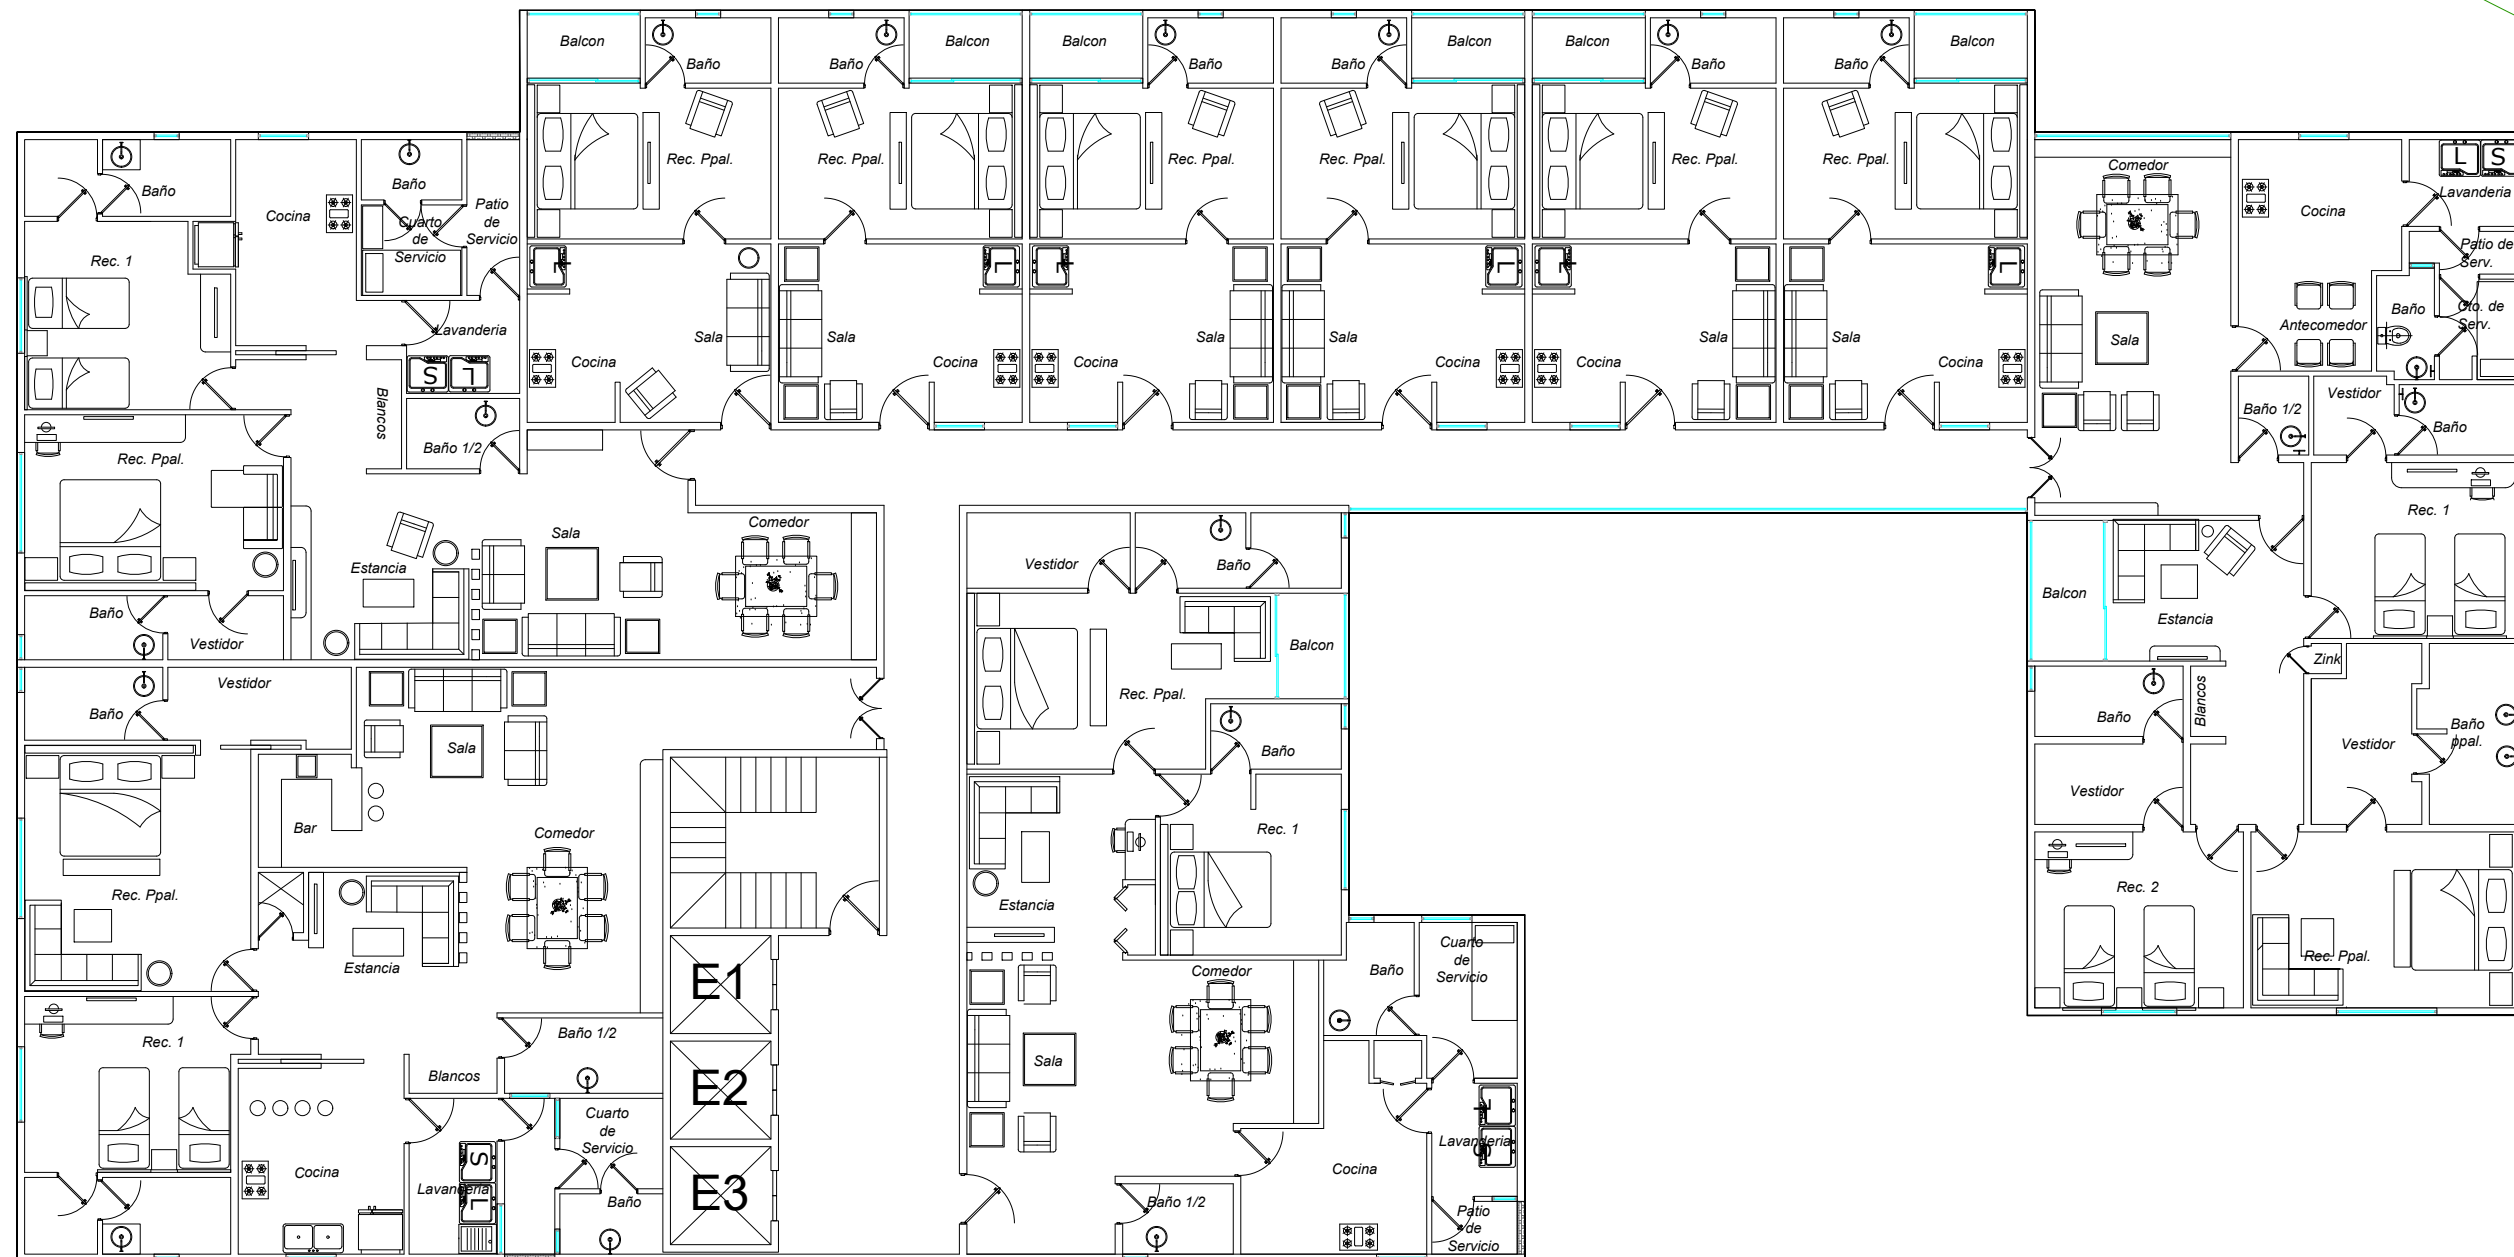 Balcon
Baño
Baño
Balcon
Balcon
Baño
Baño
Balcon
Balcon
Baño
Baño
Balcon
Rec. Ppal.
Rec. Ppal.
Rec. Ppal.
Rec. Ppal.
Rec. Ppal.
Rec. Ppal.
L
L
L
L
L
L
Sala
Sala
Sala
Sala
Sala
Sala
Cocina
Cocina
Cocina
Cocina
Cocina
Cocina
Baño
Cocina
Baño
Cuarto
de
Servicio
Patio
de
Servicio
Rec. 1
Lavanderia
S
L
Blancos
Baño 1/2
Rec. Ppal.
Estancia
Sala
Comedor
Baño
Vestidor
Vestidor
Baño
Sala
Bar
Comedor
Rec. Ppal.
Estancia
Rec. 1
Baño 1/2
Blancos
Cuarto
de
Servicio
Cocina
S
L
Lavanderia
Baño
E1
E2
E3
Vestidor
Baño
Balcon
Rec. Ppal.
Baño
Rec. 1
Estancia
Comedor
Baño
Cuarto
de
Servicio
Sala
L
S
Lavanderia
Cocina
Baño 1/2
Patio
de
Servicio
Comedor
L
S
Lavanderia
Cocina
Patio de
Serv.
Baño
Cto. de
Serv.
Antecomedor
Sala
Vestidor
Baño 1/2
Baño
Rec. 1
Balcon
Estancia
Zink
Blancos
Baño
Baño
ppal.
Vestidor
Vestidor
Rec. 2
Rec. Ppal.